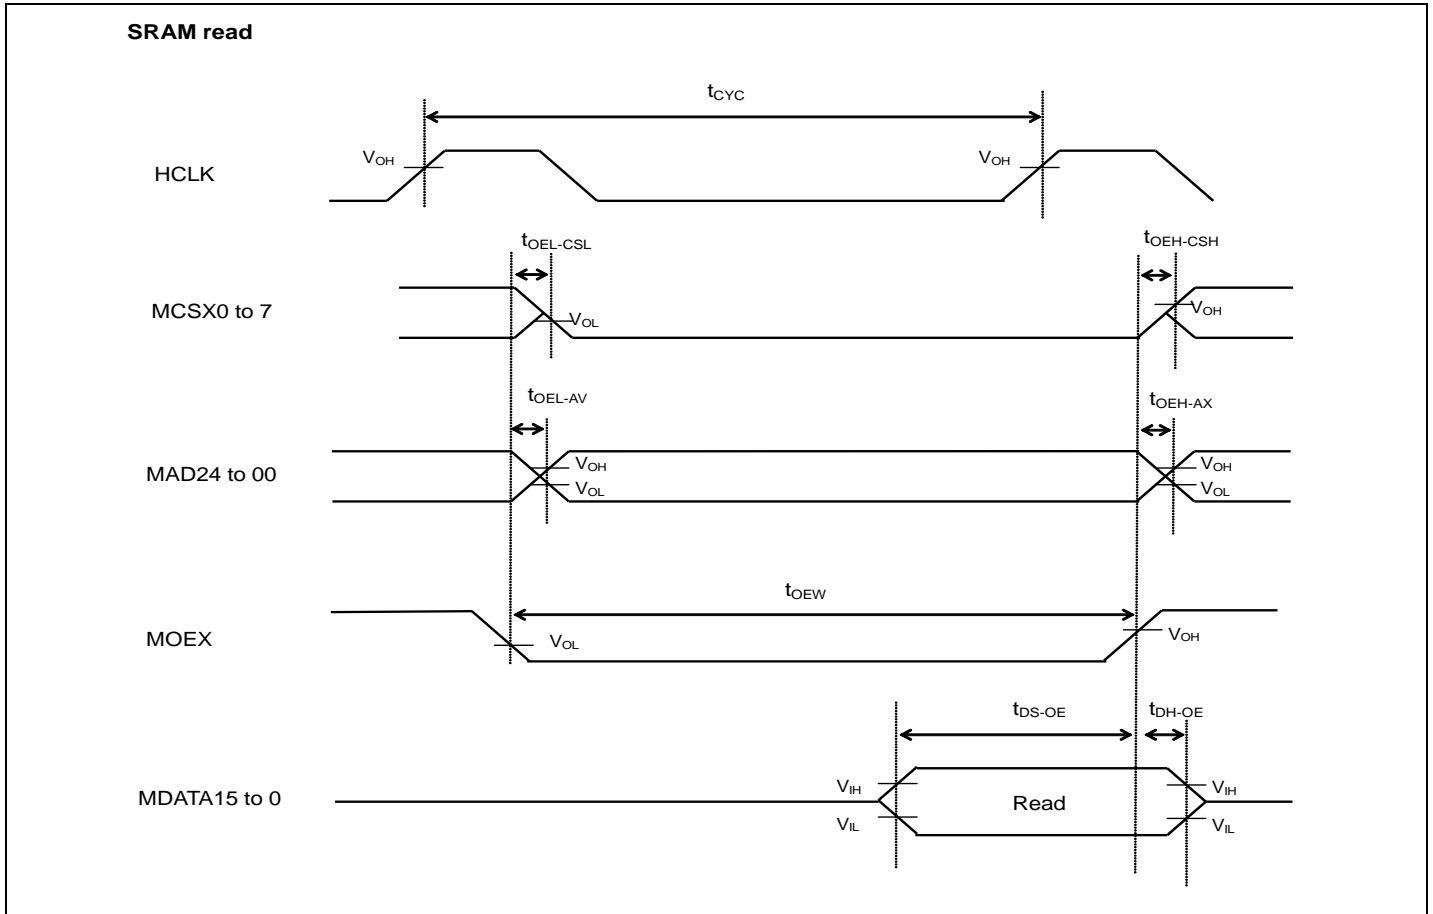 SRAM read
tCYC
VOH
VOH
HCLK
tOEL-CSL
tOEH-CSH
MCSX0 to 7
VOL
VOH
tOEL-AV
tOEH-AX
MAD24 to 00
VOH
VOL
VOH
VOL
tOEW
MOEX
VOL
VOH
tDS-OE
tDH-OE
MDATA15 to 0
VIH
VIL
Read
VIH
VIL